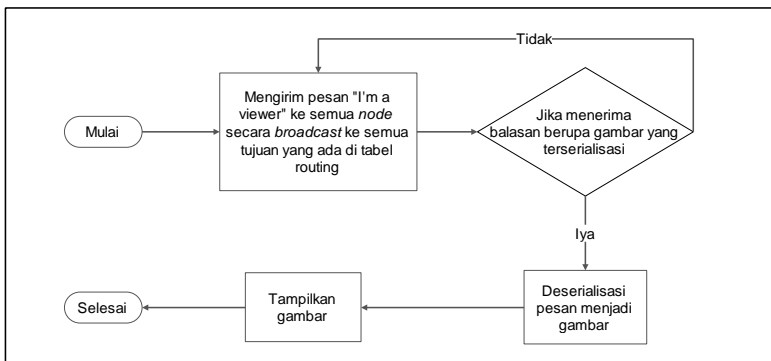 Tidak
Mulai
Mengirim pesan "I'm a
viewer" ke semua node
secara broadcast ke semua
tujuan yang ada di tabel
routing
Jika menerima
balasan berupa gambar yang
terserialisasi
Iya
Selesai
Tampilkan
gambar
Deserialisasi
pesan menjadi
gambar